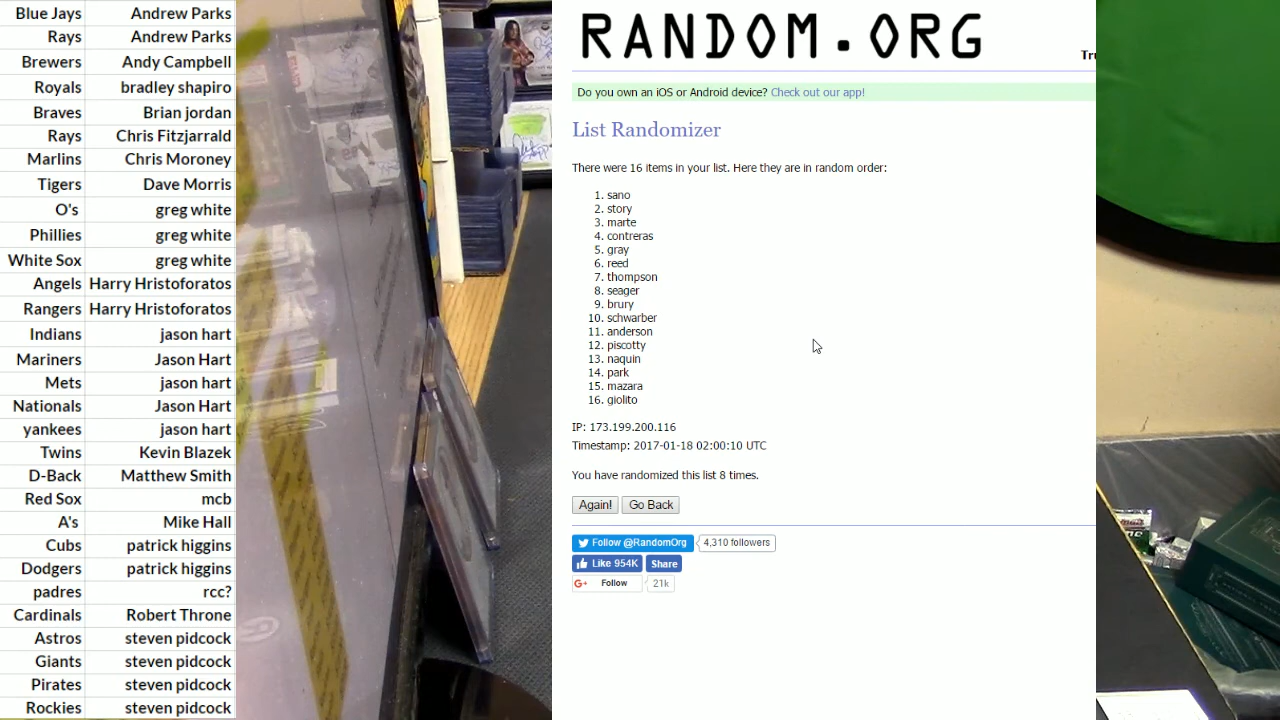 Blue Jays Andrew Parks
Rays Andrew Parks
Brewers Andy Campbell
Royals bradley shapiro
Braves Brian jordan
Rays Chris Fitzjarrald
Marlins Chris Moroney
Tigers Dave Morris
O's greg white
Phillies greg white
White Sox greg white
Angels Harry Hristoforatos
Rangers Harry Hristoforatos
Indians jason hart
Mariners Jason Hart
Mets jason hart
Nationals Jason Hart
yankees jason hart
Twins Kevin Blazek
D-Back Matthew Smith
Red Sox mcb
A's Mike Hall
Cubs patrick higgins
Dodgers patrick higgins
padres rcc?
Cardinals Robert Throne
Astros steven pidcock
Giants steven pidcock
Pirates steven pidcock
Rockies steven pidcock
RANDOM.ORG
Do you own an iOS or Android device? Check out our app!
List Randomizer
There were 16 items in your list. Here they are in random order:
1. sano
2. story
3. marte
4. contreras
5. gray
6. reed
7. thompson
8. seager
9. brury
10. schwarber
11. anderson
12. piscotty
13. naquin
14. park
15. mazara
16. giolito
IP: 173.199.200.116
Timestamp: 2017-01-18 02:00:10 UTC
You have randomized this list 8 times.
Again! Go Back
Follow @RandomOrg 4,310 followers
Like 954K Share
G+ Follow 21k